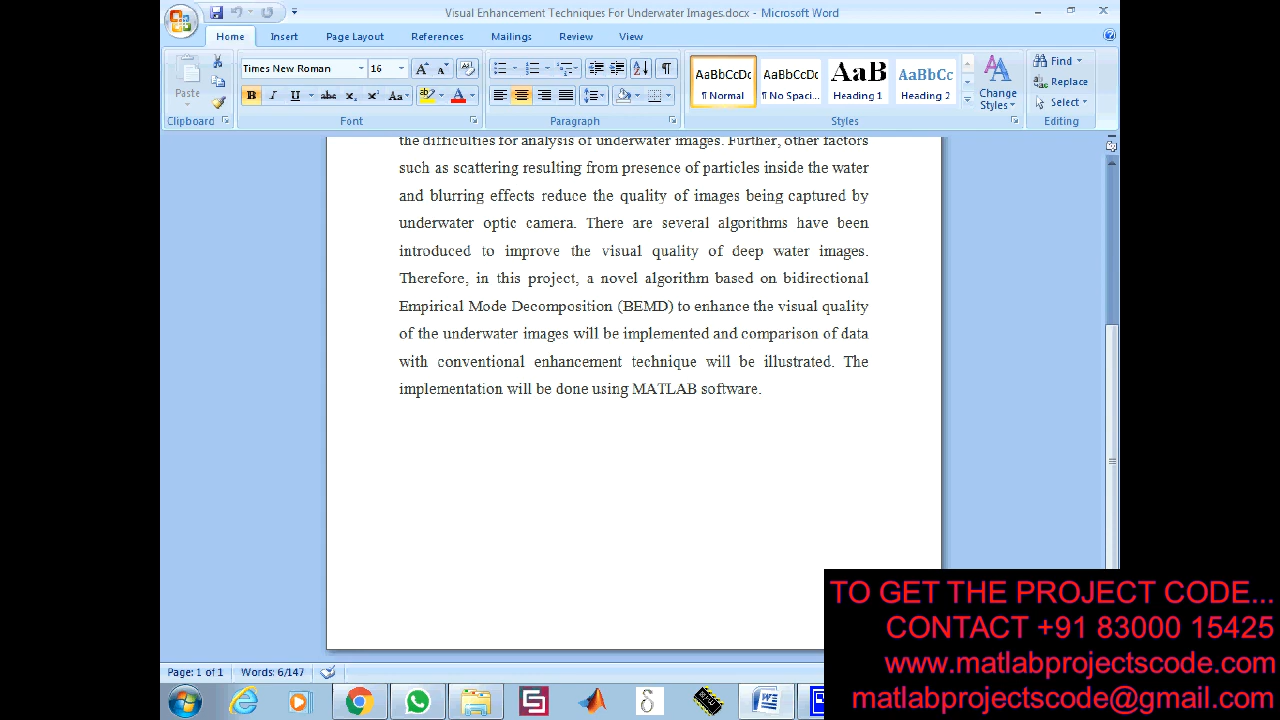 Visual Enhancement Techniques For Underwater Images.docx - Microsoft Word
Home Insert Page Layout References Mailings Review View
Times New Roman 16
AaBbCcDc AaBbCcDc AaB AaBbCc
¶ Normal ¶ No Spaci... Heading 1 Heading 2
Paste
Change Styles
Find
Replace
Select
Clipboard Font Paragraph Styles Editing
the difficulties for analysis of underwater images. Further, other factors
such as scattering resulting from presence of particles inside the water
and blurring effects reduce the quality of images being captured by
underwater optic camera. There are several algorithms have been
introduced to improve the visual quality of deep water images.
Therefore, in this project, a novel algorithm based on bidirectional
Empirical Mode Decomposition (BEMD) to enhance the visual quality
of the underwater images will be implemented and comparison of data
with conventional enhancement technique will be illustrated. The
implementation will be done using MATLAB software.
TO GET THE PROJECT CODE...
CONTACT +91 83000 15425
www.matlabprojectscode.com
matlabprojectscode@gmail.com
Page: 1 of 1 Words: 6/147